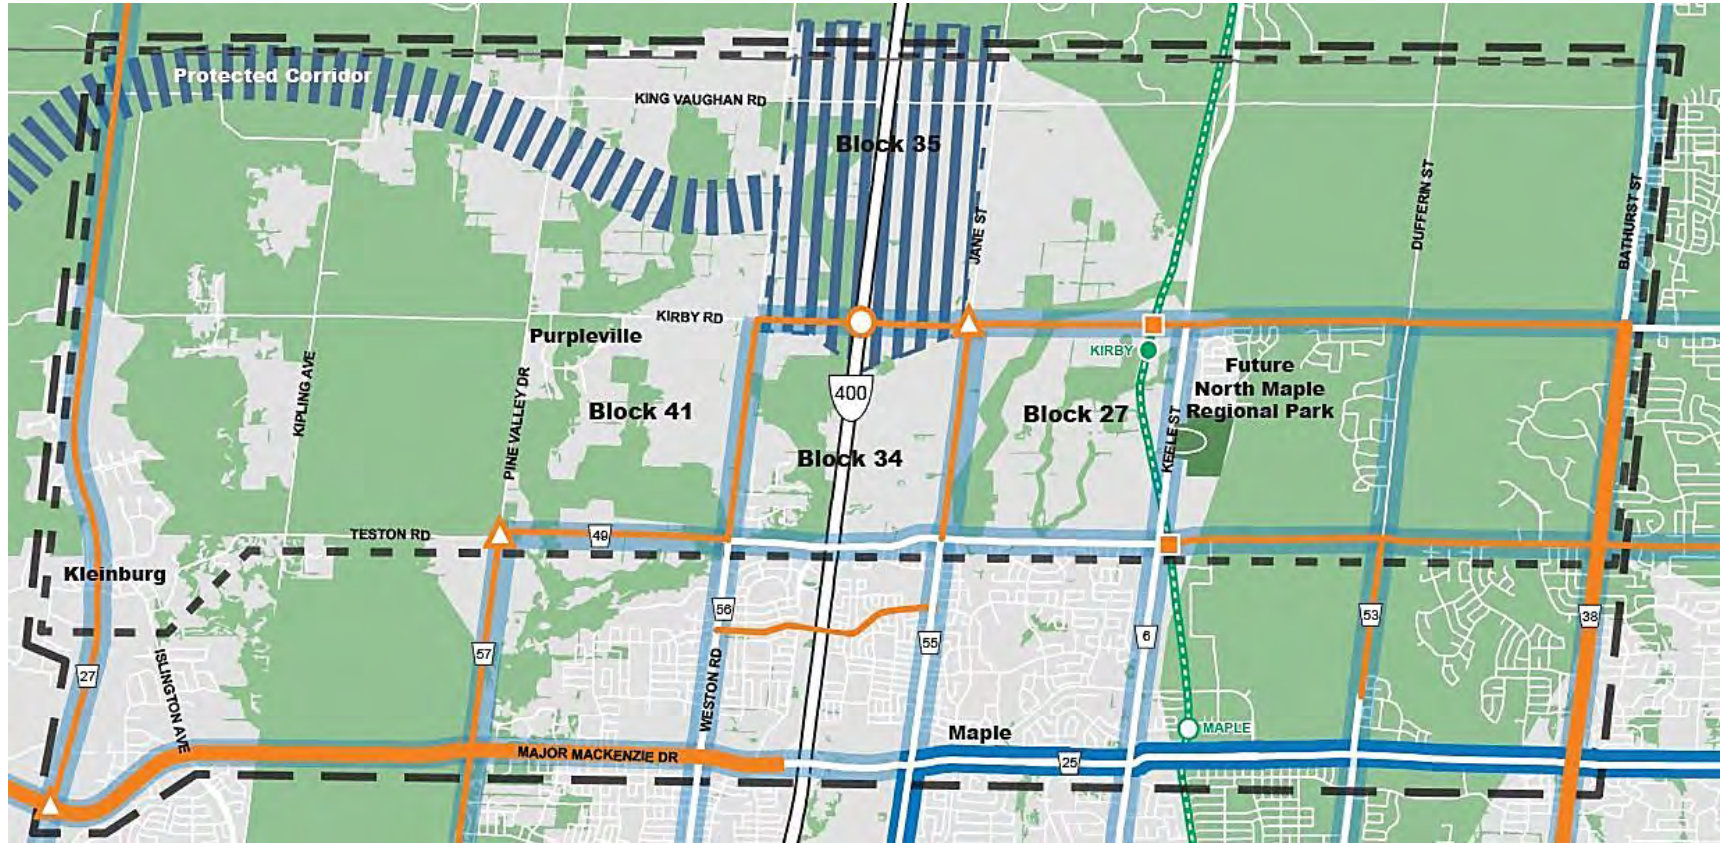 Protected Corridor
KING VAUGHAN RD
Block 35
DUFFERIN ST
BATHURST ST
JANE ST
KIRBY RD
Purpleville
KIRBY
Future
North Maple
Regional Park
KIPLING AVE
PINE VALLEY DR
Block 41
400
Block 27
KEELE ST
Block 34
TESTON RD
49
Kleinburg
56
53
38
57
55
6
27
ISLINGTON AVE
WESTON RD
Maple
MAPLE
MAJOR MACKENZIE DR
25